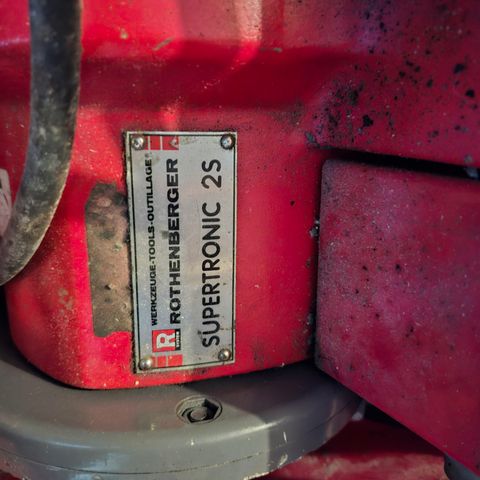 WERKZEUGE-TOOLS-OUTILLAGE
R ROTHENBERGER
SUPERTRONIC 2S